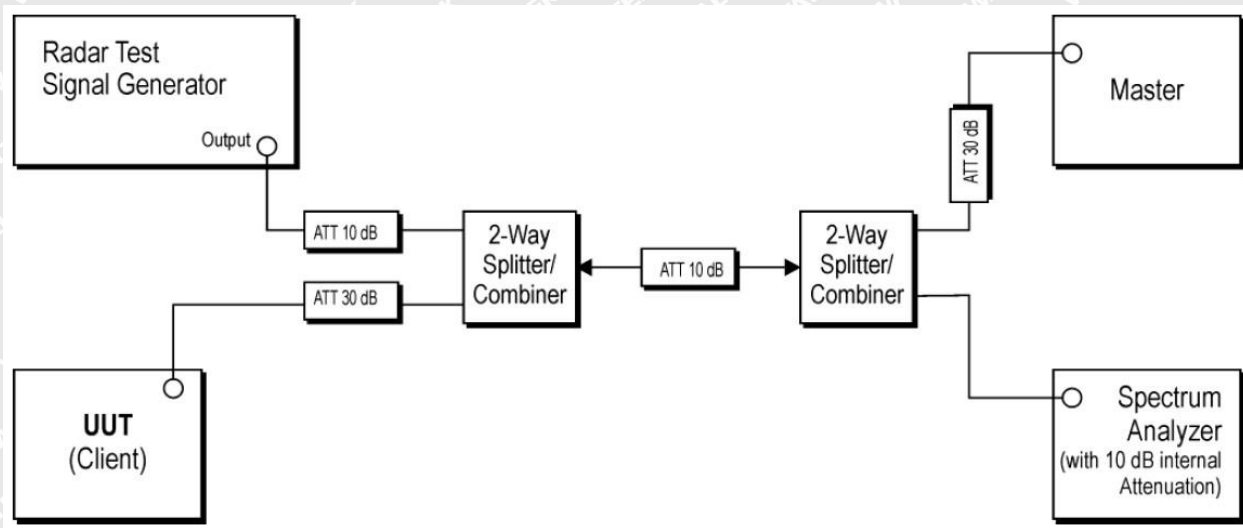 Radar Test
Signal Generator
Output
ATT 10 dB
ATT 30 dB
2-Way
Splitter/
Combiner
ATT 10 dB
2-Way
Splitter/
Combiner
ATT 30 dB
Master
UUT
(Client)
Spectrum
Analyzer
(with 10 dB internal
Attenuation)